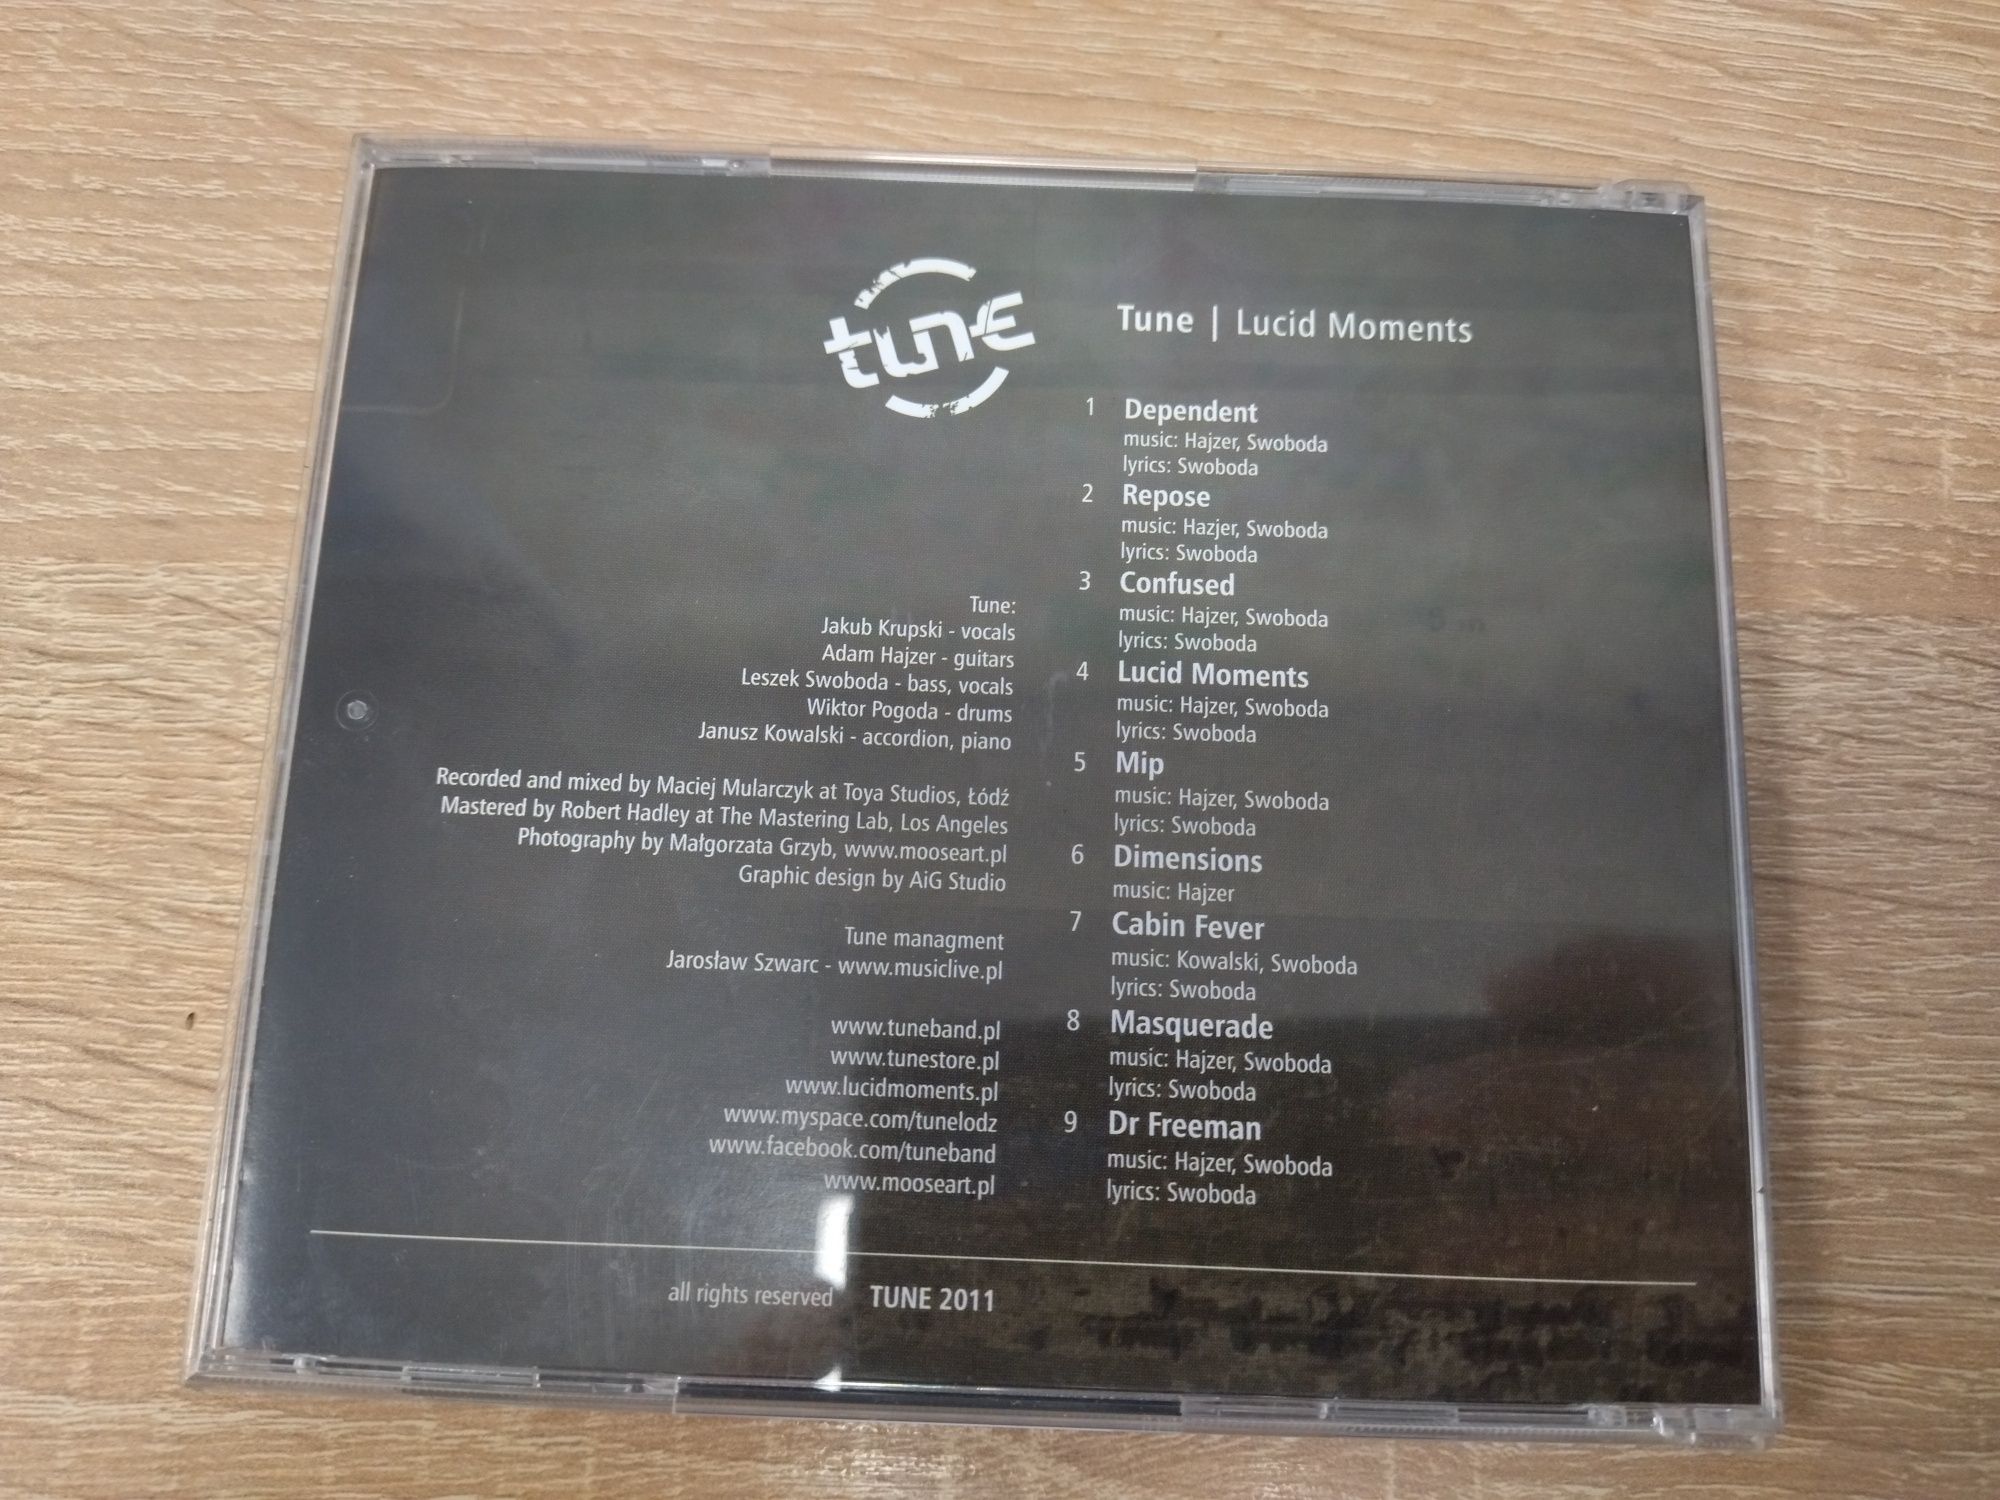 tune
Tune | Lucid Moments
1 Dependent
music: Hajzer, Swoboda
lyrics: Swoboda
2 Repose
music: Hazjer, Swoboda
lyrics: Swoboda
3 Confused
music: Hajzer, Swoboda
lyrics: Swoboda
4 Lucid Moments
music: Hajzer, Swoboda
lyrics: Swoboda
5 Mip
music: Hajzer, Swoboda
lyrics: Swoboda
6 Dimensions
music: Hajzer
7 Cabin Fever
music: Kowalski, Swoboda
lyrics: Swoboda
8 Masquerade
music: Hajzer, Swoboda
lyrics: Swoboda
9 Dr Freeman
music: Hajzer, Swoboda
lyrics: Swoboda
Tune:
Jakub Krupski - vocals
Adam Hajzer - guitars
Leszek Swoboda - bass, vocals
Wiktor Pogoda - drums
Janusz Kowalski - accordion, piano
Recorded and mixed by Maciej Mularczyk at Toya Studios, Łódź
Mastered by Robert Hadley at The Mastering Lab, Los Angeles
Photography by Małgorzata Grzyb, www.mooseart.pl
Graphic design by AiG Studio
Tune managment
Jarosław Szwarc - www.musiclive.pl
www.tuneband.pl
www.tunestore.pl
www.lucidmoments.pl
www.myspace.com/tunelodz
www.facebook.com/tuneband
www.mooseart.pl
all rights reserved TUNE 2011